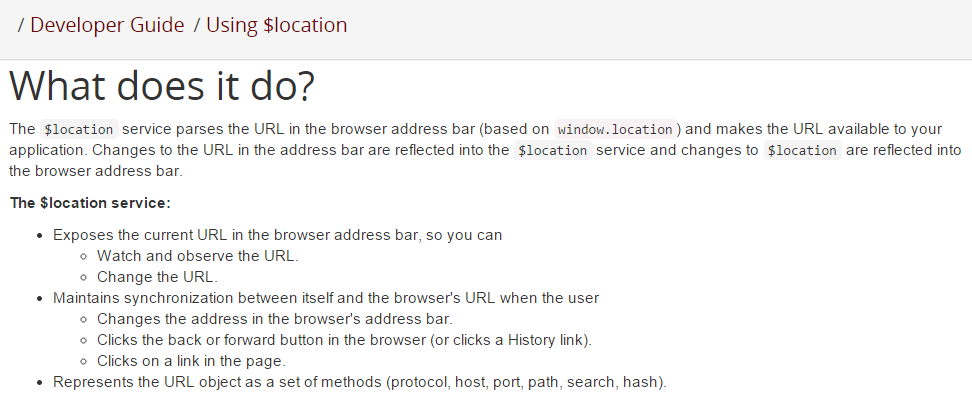 / Developer Guide / Using $location
What does it do?
The $location service parses the URL in the browser address bar (based on window.location) and makes the URL available to your
application. Changes to the URL in the address bar are reflected into the $location service and changes to $location are reflected into
the browser address bar.
The $location service:
• Exposes the current URL in the browser address bar, so you can
◦ Watch and observe the URL.
◦ Change the URL.
• Maintains synchronization between itself and the browser's URL when the user
◦ Changes the address in the browser's address bar.
◦ Clicks the back or forward button in the browser (or clicks a History link).
◦ Clicks on a link in the page.
• Represents the URL object as a set of methods (protocol, host, port, path, search, hash).